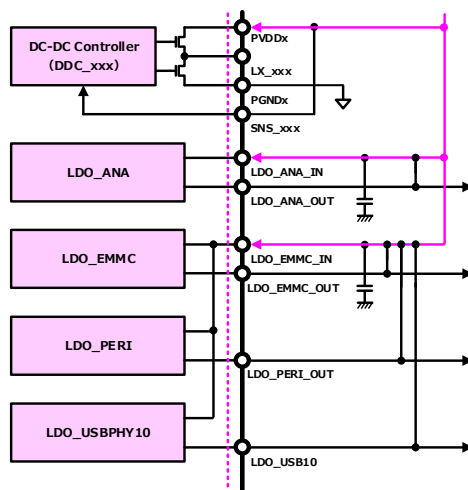 DC-DC Controller
(DDC_xxx)
PVDDx
LX_xxx
PGNDx
SNS_xxx
LDO_ANA
LDO_ANA_IN
LDO_ANA_OUT
LDO_EMMC
LDO_EMMC_IN
LDO_EMMC_OUT
LDO_PERI
LDO_PERI_OUT
LDO_USBPHY10
LDO_USB10